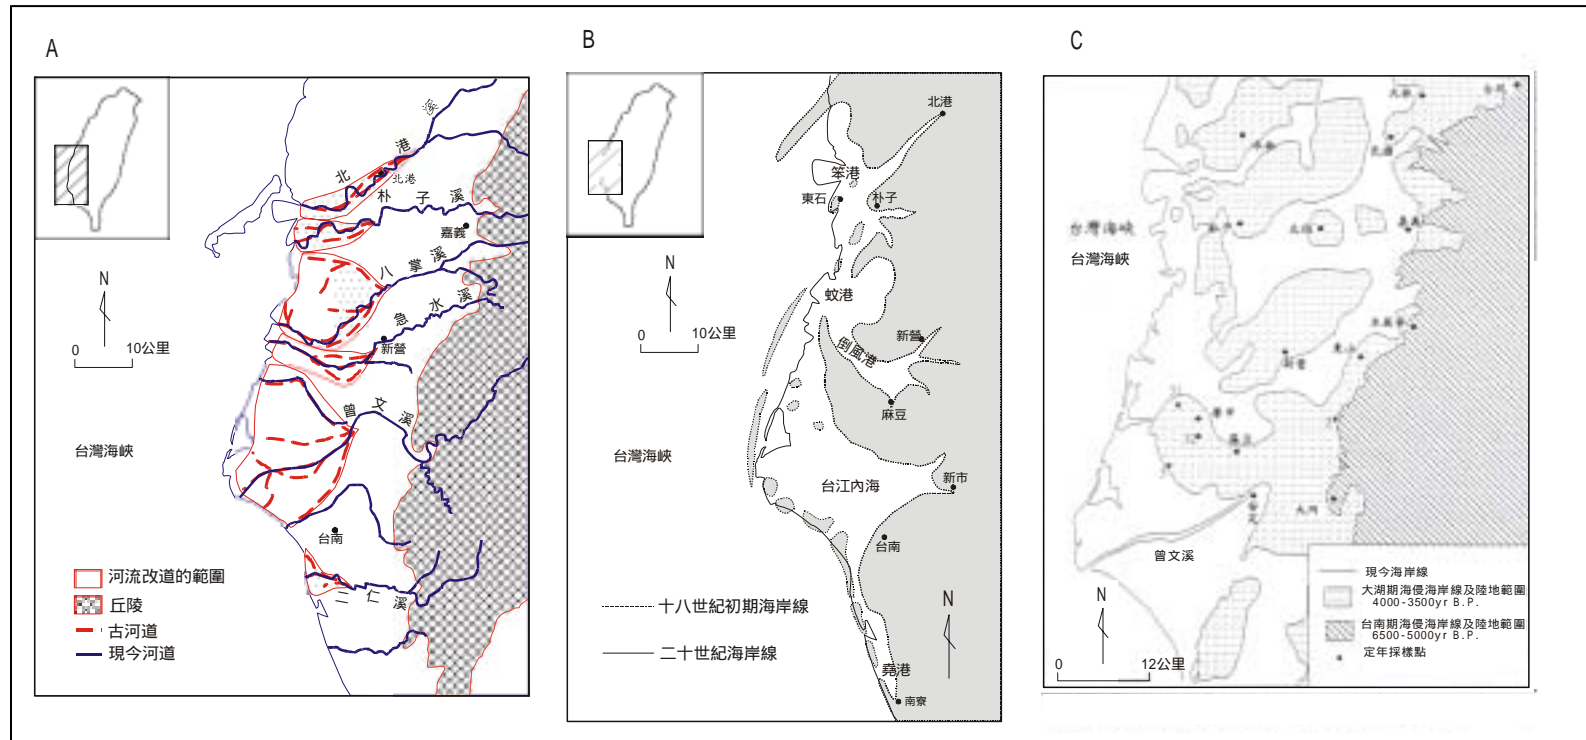 A
溪
港
北
北港
朴子溪
嘉義
八掌溪
急水溪
新營
曾文溪
台灣海峽
台南
二仁溪
N
0 10公里
河流改道的範圍
丘陵
古河道
現今河道
B
北港
笨港
東石
朴子
蚊港
新營
倒風港
麻豆
台灣海峽
台江內海
新市
台南
堯港
南寮
N
0 10公里
十八世紀初期海岸線
二十世紀海岸線
N
C
台灣海峽
台灣海峽
新營
東山
曾文溪
N
0 12公里
現今海岸線
大湖期海侵海岸線及陸地範圍
4000-3500yr B.P.
台南期海侵海岸線及陸地範圍
6500-5000yr B.P.
定年採樣點